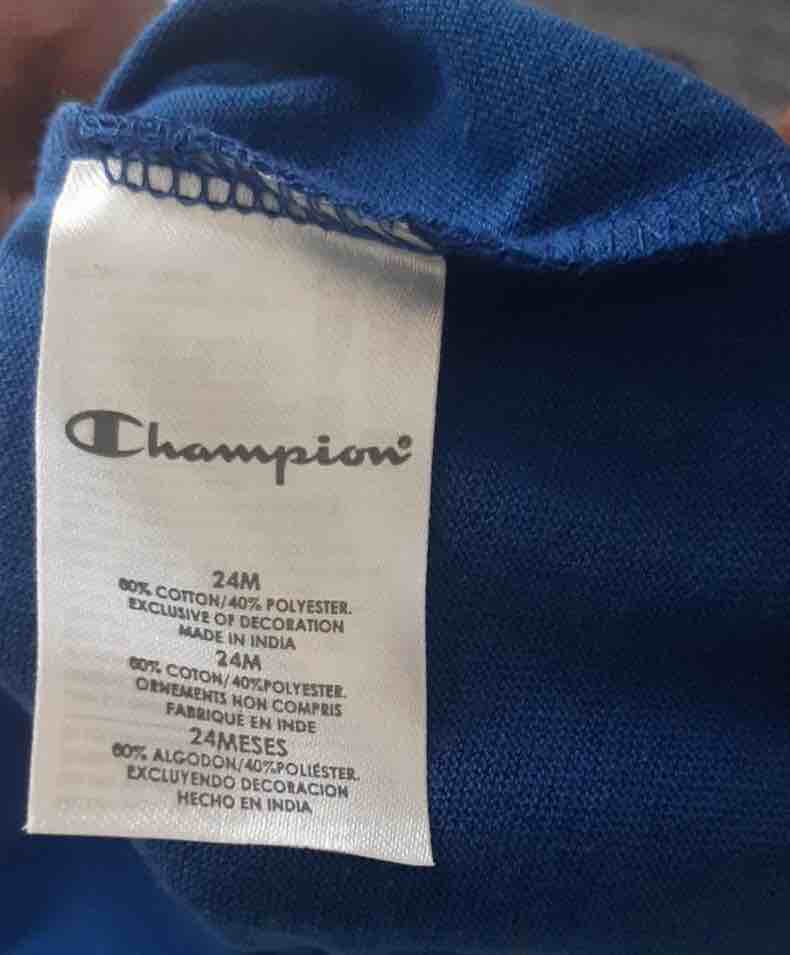 Champion®
24M
60% COTTON/40% POLYESTER.
EXCLUSIVE OF DECORATION
MADE IN INDIA
24M
60% COTON/40%POLYESTER.
ORNEMENTS NON COMPRIS
FABRIQUÉ EN INDE
24MESES
60% ALGODON/40%POLIÉSTER.
EXCLUYENDO DECORACION
HECHO EN INDIA